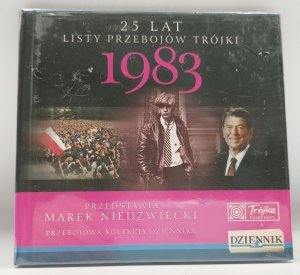 25 LAT
LISTY PRZEBOJÓW TRÓJKI
1983
PRZEDSTAWIA
MAREK NIEDŹWIECKI
PRZEBOJOWA KOLEKCJA DZIENNIKA
Trójka
DZIENNIK